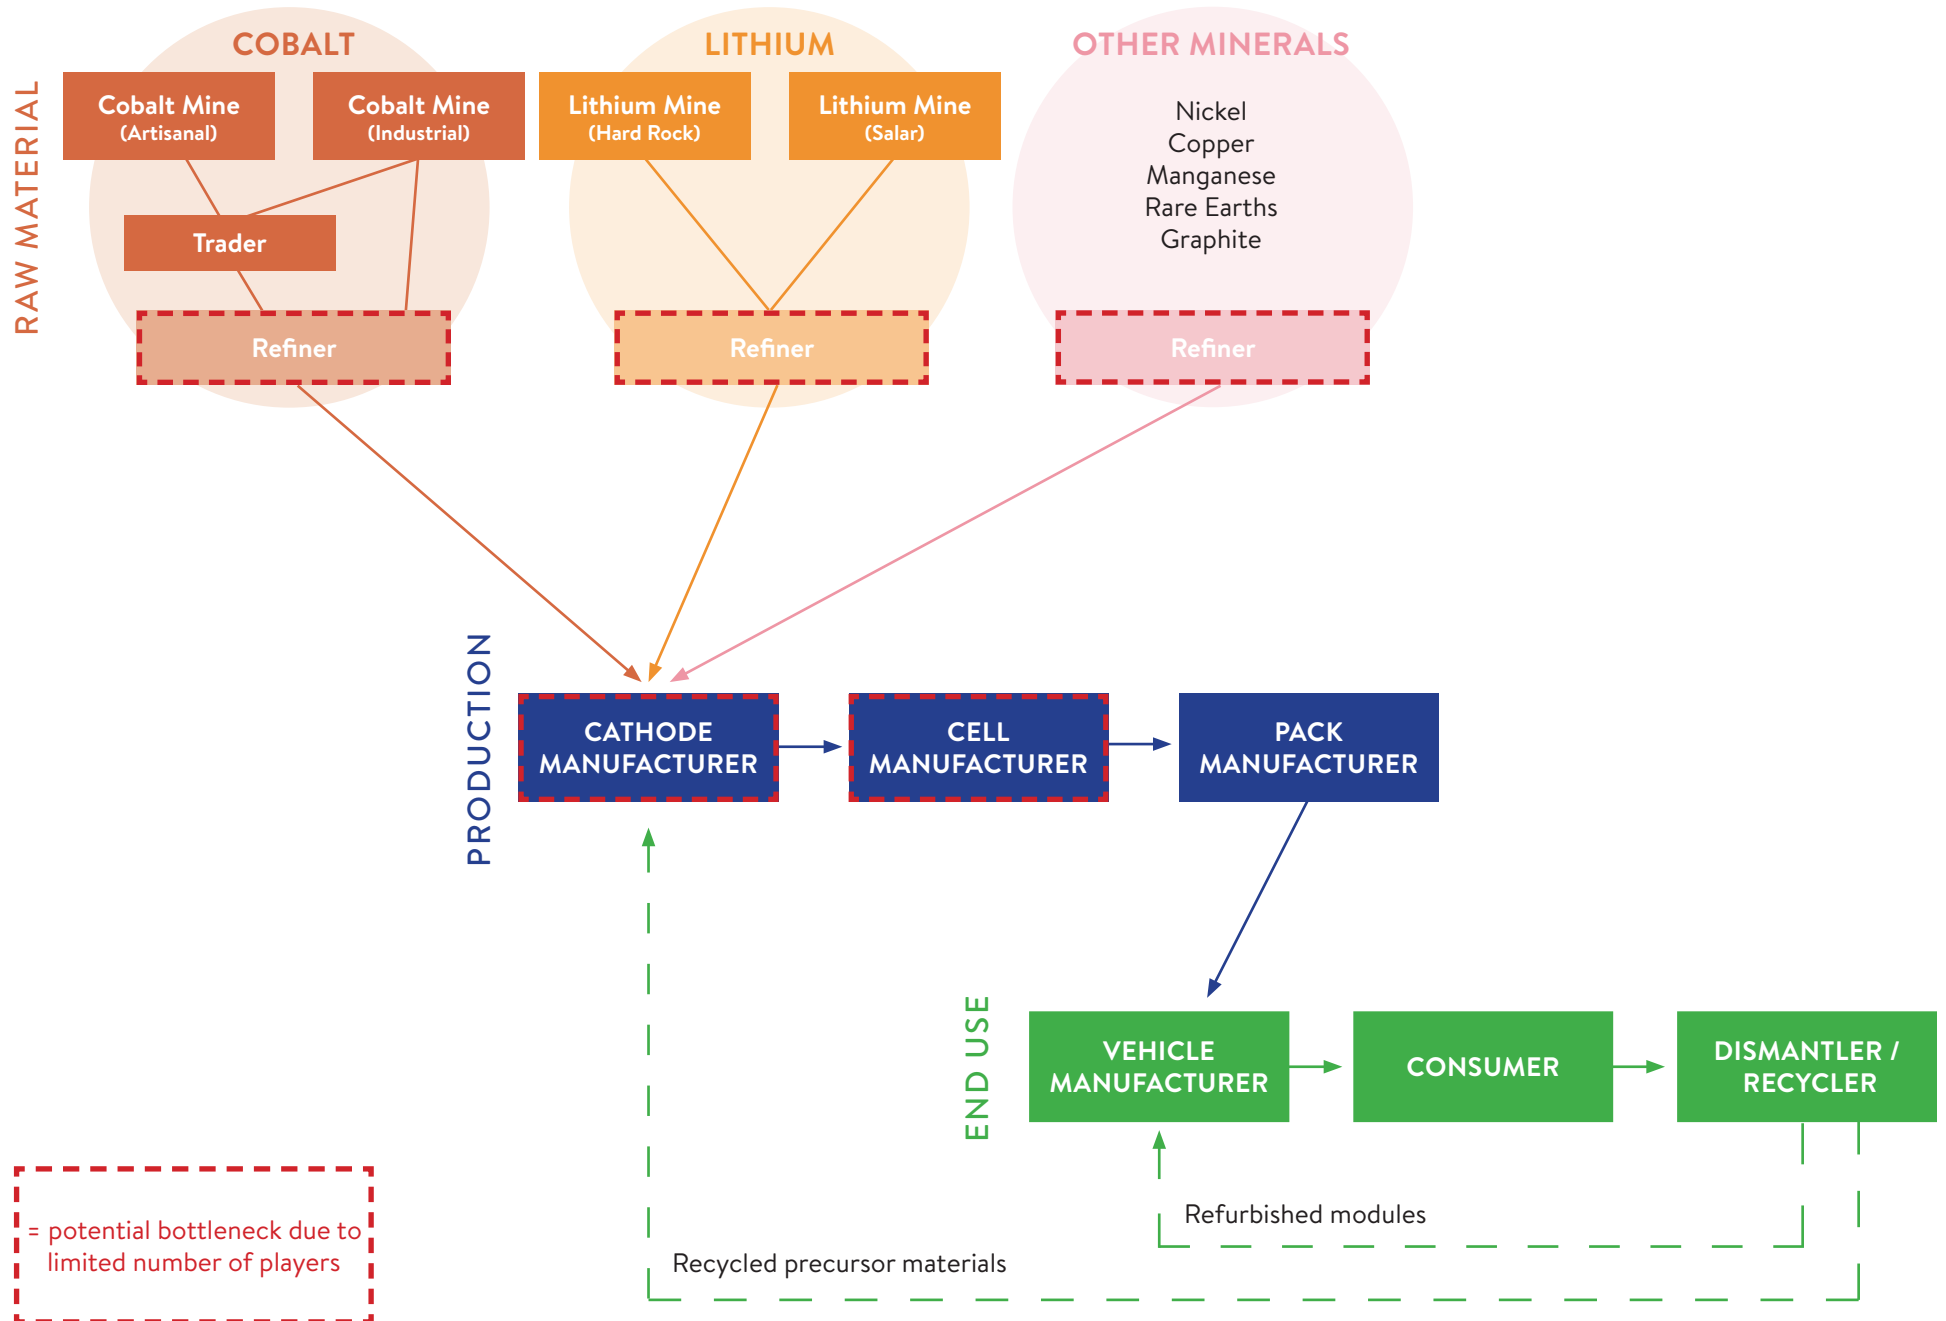 RAW MATERIAL
COBALT
Cobalt Mine
(Artisanal)
Cobalt Mine
(Industrial)
Trader
Refiner
LITHIUM
Lithium Mine
(Hard Rock)
Lithium Mine
(Salar)
Refiner
OTHER MINERALS
Nickel
Copper
Manganese
Rare Earths
Graphite
Refiner
PRODUCTION
CATHODE
MANUFACTURER
CELL
MANUFACTURER
PACK
MANUFACTURER
END USE
VEHICLE
MANUFACTURER
CONSUMER
DISMANTLER /
RECYCLER
Refurbished modules
Recycled precursor materials
= potential bottleneck due to
limited number of players